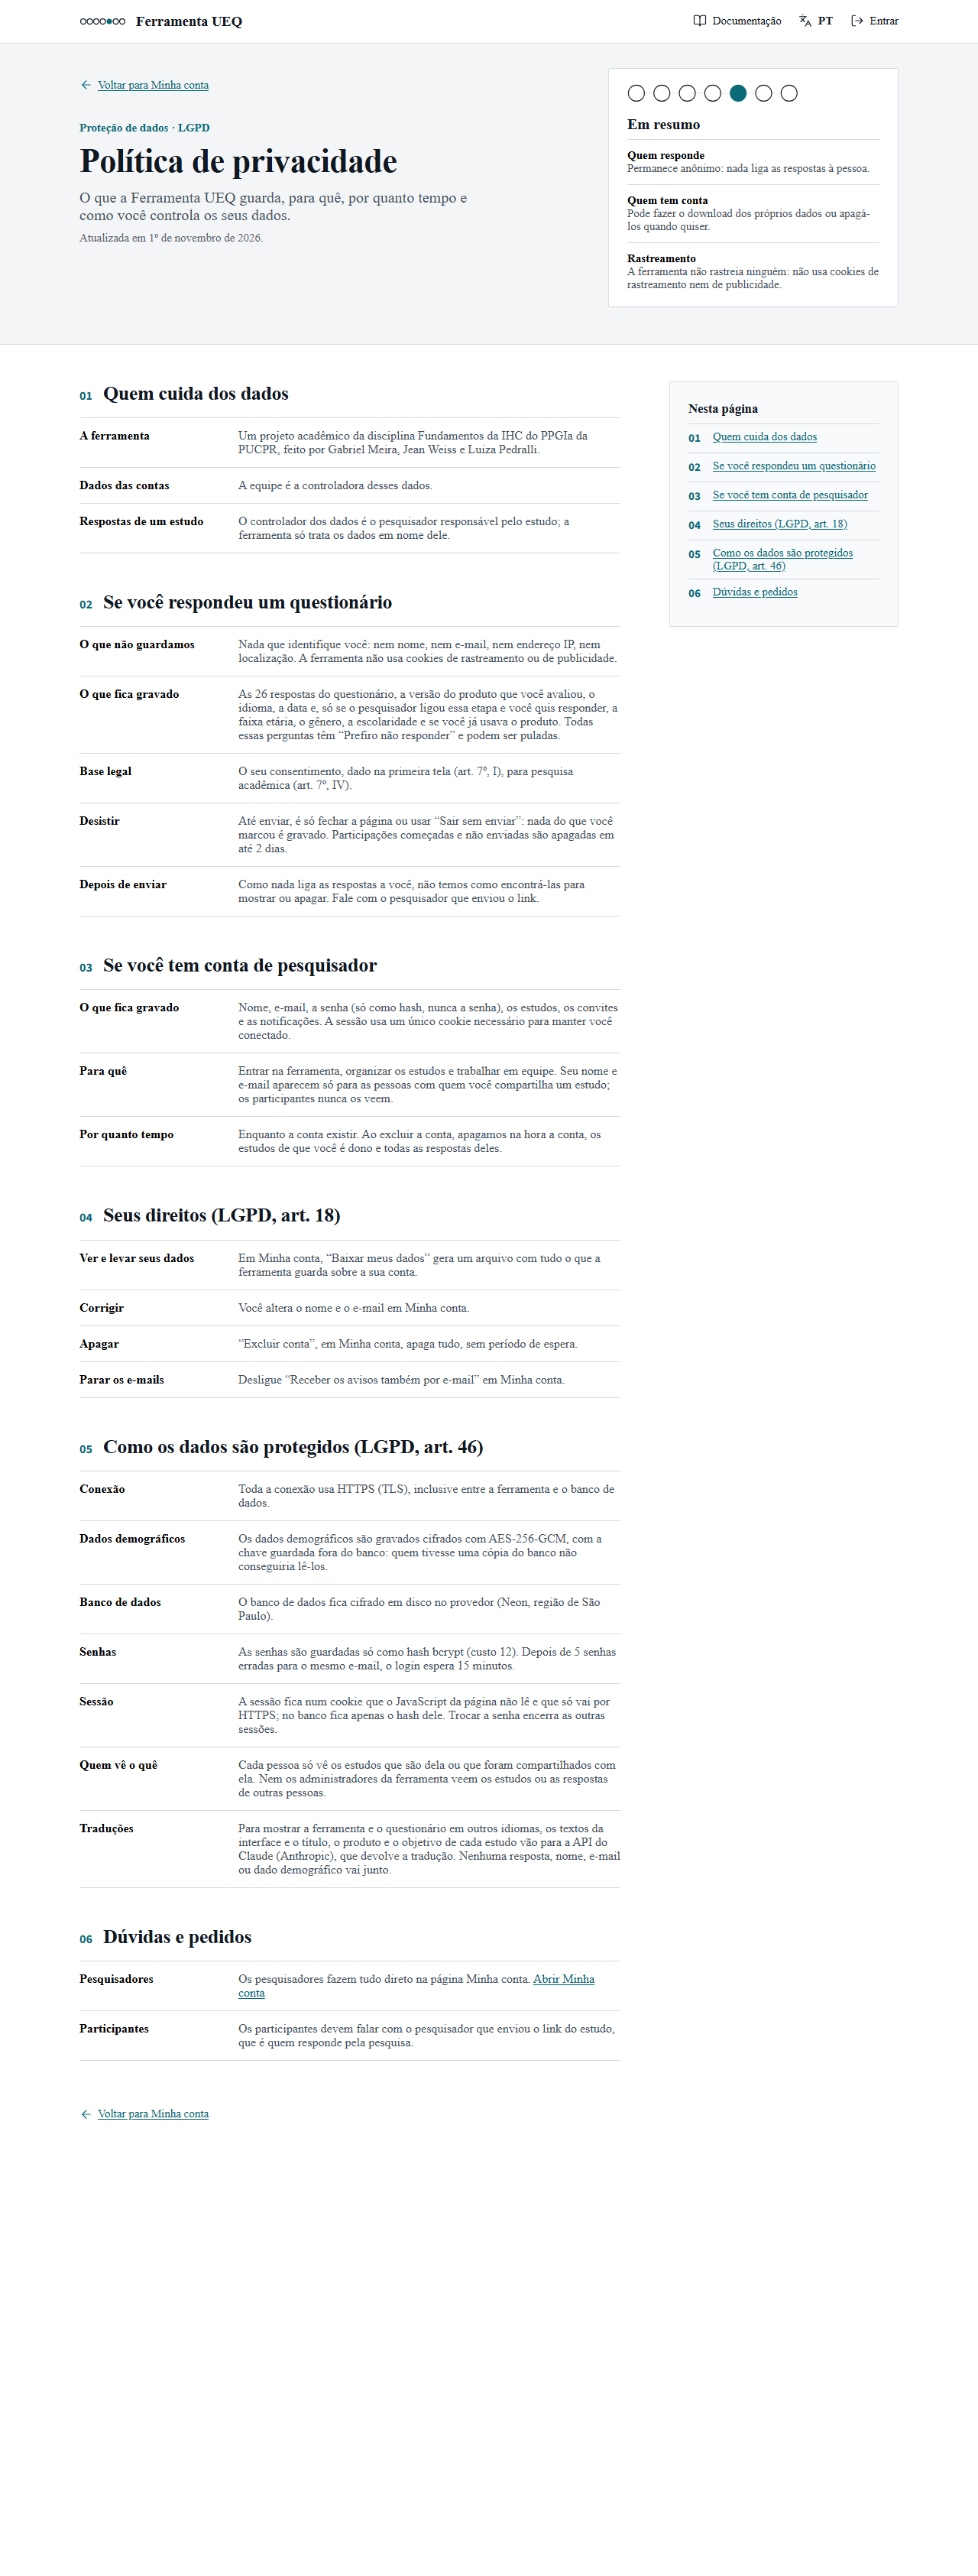 Ferramenta UEQ
Documentação
PT
Entrar
Voltar para Minha conta
Proteção de dados · LGPD
Política de privacidade
O que a Ferramenta UEQ guarda, para quê, por quanto tempo e
como você controla os seus dados.
Atualizada em 1º de novembro de 2026.
Em resumo
Quem responde
Permanece anônimo: nada liga as respostas à pessoa.
Quem tem conta
Pode fazer o download dos próprios dados ou apagá-
los quando quiser.
Rastreamento
A ferramenta não rastreia ninguém: não usa cookies de
rastreamento nem de publicidade.
01 Quem cuida dos dados
A ferramenta
Um projeto acadêmico da disciplina Fundamentos da IHC do PPGIa da
PUCPR, feito por Gabriel Meira, Jean Weiss e Luiza Pedralli.
Dados das contas
A equipe é a controladora desses dados.
Respostas de um estudo
O controlador dos dados é o pesquisador responsável pelo estudo; a
ferramenta só trata os dados em nome dele.
Nesta página
01 Quem cuida dos dados
02 Se você respondeu um questionário
03 Se você tem conta de pesquisador
04 Seus direitos (LGPD, art. 18)
05 Como os dados são protegidos
(LGPD, art. 46)
06 Dúvidas e pedidos
02 Se você respondeu um questionário
O que não guardamos
Nada que identifique você: nem nome, nem e-mail, nem endereço IP, nem
localização. A ferramenta não usa cookies de rastreamento ou de publicidade.
O que fica gravado
As 26 respostas do questionário, a versão do produto que você avaliou, o
idioma, a data e, só se o pesquisador ligou essa etapa e você quis responder, a
faixa etária, o gênero, a escolaridade e se você já usava o produto. Todas
essas perguntas têm “Prefiro não responder” e podem ser puladas.
Base legal
O seu consentimento, dado na primeira tela (art. 7º, I), para pesquisa
acadêmica (art. 7º, IV).
Desistir
Até enviar, é só fechar a página ou usar “Sair sem enviar”: nada do que você
marcou é gravado. Participações começadas e não enviadas são apagadas em
até 2 dias.
Depois de enviar
Como nada liga as respostas a você, não temos como encontrá-las para
mostrar ou apagar. Fale com o pesquisador que enviou o link.
03 Se você tem conta de pesquisador
O que fica gravado
Nome, e-mail, a senha (só como hash, nunca a senha), os estudos, os convites
e as notificações. A sessão usa um único cookie necessário para manter você
conectado.
Para quê
Entrar na ferramenta, organizar os estudos e trabalhar em equipe. Seu nome e
e-mail aparecem só para as pessoas com quem você compartilha um estudo;
os participantes nunca os veem.
Por quanto tempo
Enquanto a conta existir. Ao excluir a conta, apagamos na hora a conta, os
estudos de que você é dono e todas as respostas deles.
04 Seus direitos (LGPD, art. 18)
Ver e levar seus dados
Em Minha conta, “Baixar meus dados” gera um arquivo com tudo o que a
ferramenta guarda sobre a sua conta.
Corrigir
Você altera o nome e o e-mail em Minha conta.
Apagar
“Excluir conta”, em Minha conta, apaga tudo, sem período de espera.
Parar os e-mails
Desligue “Receber os avisos também por e-mail” em Minha conta.
05 Como os dados são protegidos (LGPD, art. 46)
Conexão
Toda a conexão usa HTTPS (TLS), inclusive entre a ferramenta e o banco de
dados.
Dados demográficos
Os dados demográficos são gravados cifrados com AES-256-GCM, com a
chave guardada fora do banco: quem tivesse uma cópia do banco não
conseguiria lê-los.
Banco de dados
O banco de dados fica cifrado em disco no provedor (Neon, região de São
Paulo).
Senhas
As senhas são guardadas só como hash bcrypt (custo 12). Depois de 5 senhas
erradas para o mesmo e-mail, o login espera 15 minutos.
Sessão
A sessão fica num cookie que o JavaScript da página não lê e que só vai por
HTTPS; no banco fica apenas o hash dele. Trocar a senha encerra as outras
sessões.
Quem vê o quê
Cada pessoa só vê os estudos que são dela ou que foram compartilhados com
ela. Nem os administradores da ferramenta veem os estudos ou as respostas
de outras pessoas.
Traduções
Para mostrar a ferramenta e o questionário em outros idiomas, os textos da
interface e o título, o produto e o objetivo de cada estudo vão para a API do
Claude (Anthropic), que devolve a tradução. Nenhuma resposta, nome, e-mail
ou dado demográfico vai junto.
06 Dúvidas e pedidos
Pesquisadores
Os pesquisadores fazem tudo direto na página Minha conta. Abrir Minha
conta
Participantes
Os participantes devem falar com o pesquisador que enviou o link do estudo,
que é quem responde pela pesquisa.
Voltar para Minha conta